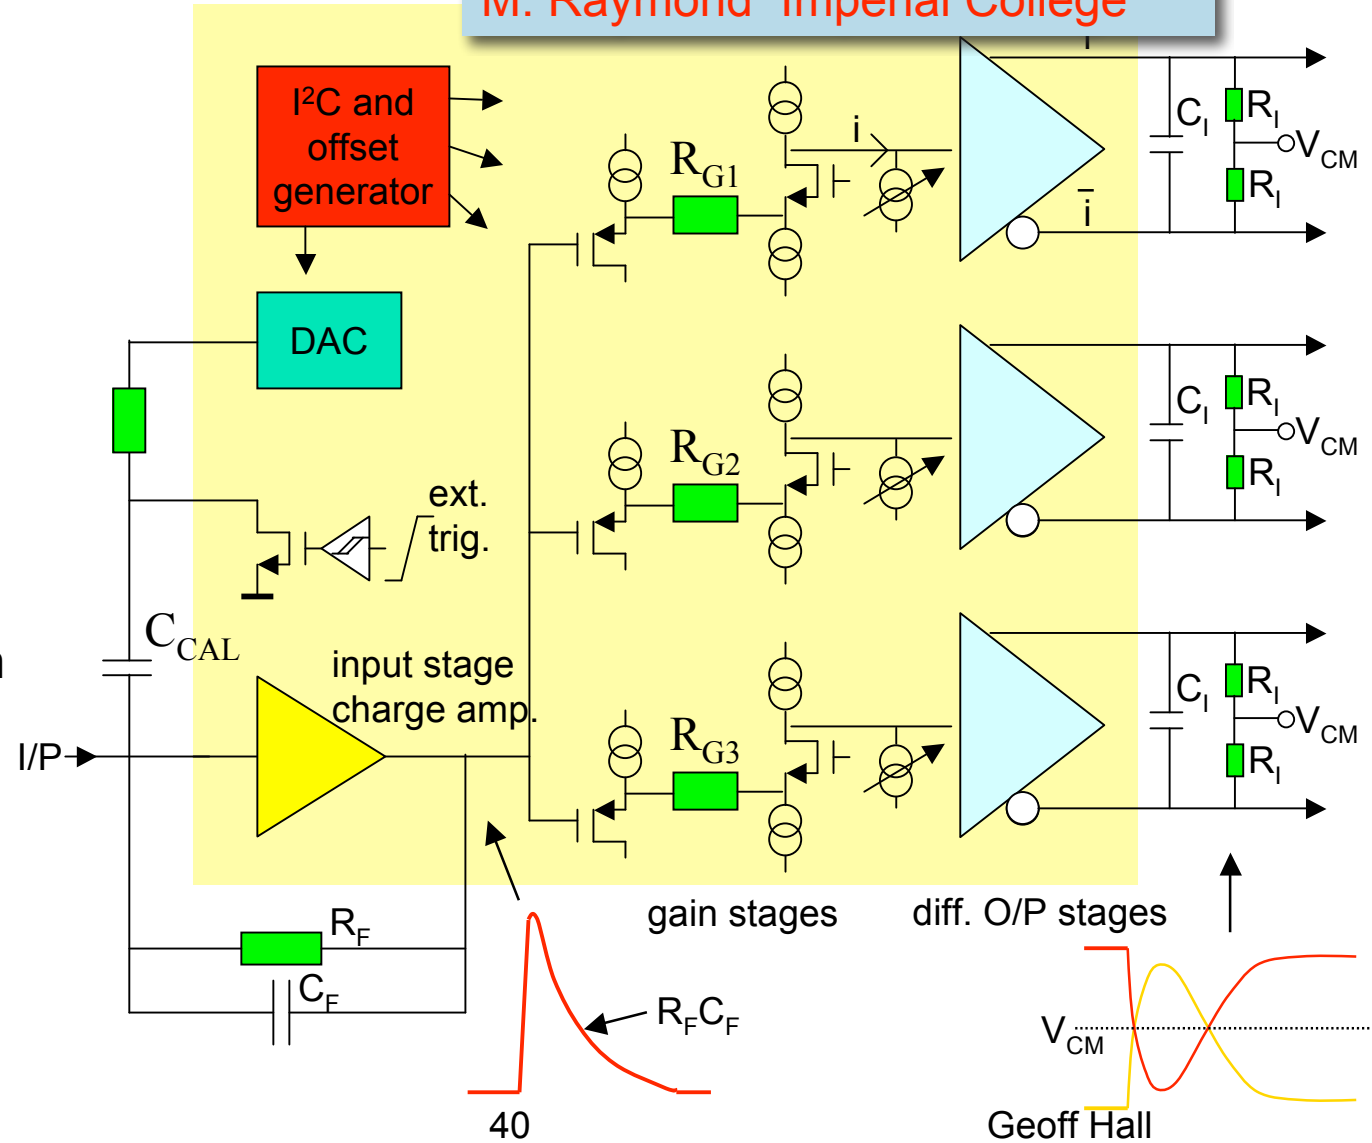 M. Raymond Imperial College
I²C and
offset
generator
DAC
ext.
trig.
C_CAL
input stage
charge amp.
I/P
R_F
C_F
R_G1
i
i
i̅
C_I
R_I
V_CM
R_I
R_G2
C_I
R_I
V_CM
R_I
R_G3
C_I
R_I
V_CM
R_I
gain stages
diff. O/P stages
R_FC_F
V_CM
40
Geoff Hall